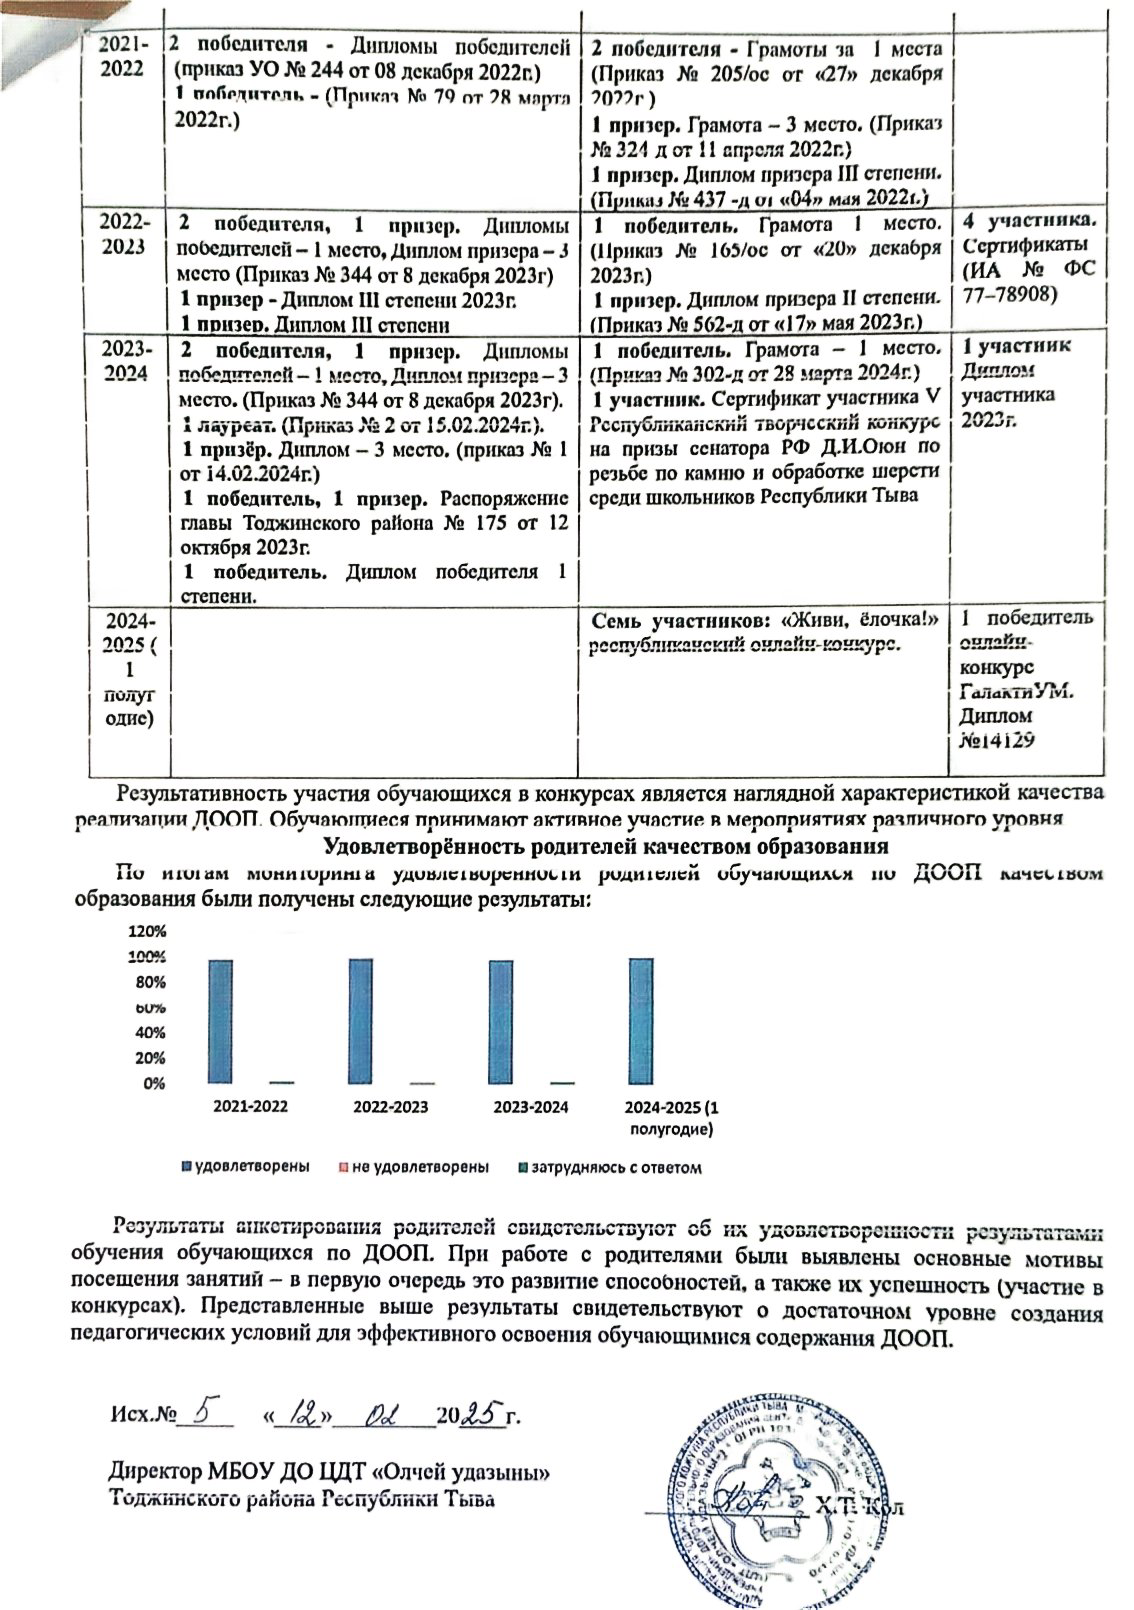 2021-
2022
2 победителя - Дипломы победителей
(приказ УО № 244 от 08 декабря 2022г.)
1 победитель - (Приказ № 79 от 28 марта
2022г.)
2 победителя - Грамоты за 1 места
(Приказ № 205/ос от «27» декабря
2022г.)
1 призер. Грамота – 3 место. (Приказ
№ 324 д от 11 апреля 2022г.)
1 призер. Диплом призера III степени.
(Приказ № 437 -д от «04» мая 2022г.)
2022-
2023
2 победителя, 1 призер. Дипломы
победителей – 1 место, Диплом призера – 3
место (Приказ № 344 от 8 декабря 2023г)
1 призер - Диплом III степени 2023г.
1 призер. Диплом III степени
1 победитель. Грамота 1 место.
(Приказ № 165/ос от «20» декабря
2023г.)
1 призер. Диплом призера II степени.
(Приказ № 562-д от «17» мая 2023г.)
4 участника.
Сертификаты
(ИА № ФС
77–78908)
2023-
2024
2 победителя, 1 призер. Дипломы
победителей – 1 место, Диплом призера – 3
место. (Приказ № 344 от 8 декабря 2023г).
1 лауреат. (Приказ № 2 от 15.02.2024г.).
1 призёр. Диплом – 3 место. (приказ № 1
от 14.02.2024г.)
1 победитель, 1 призер. Распоряжение
главы Тоджинского района № 175 от 12
октября 2023г.
1 победитель. Диплом победителя 1
степени.
1 победитель. Грамота – 1 место.
(Приказ № 302-д от 28 марта 2024г.)
1 участник. Сертификат участника V
Республиканский творческий конкурс
на призы сенатора РФ Д.И.Оюн по
резьбе по камню и обработке шерсти
среди школьников Республики Тыва
1 участник
Диплом
участника
2023г.
2024-
2025 (
1
полуг
одие)
Семь участников: «Живи, ёлочка!»
республиканский онлайн-конкурс.
1 победитель
онлайн-
конкурс
ГалактиУМ.
Диплом
№14129
Результативность участия обучающихся в конкурсах является наглядной характеристикой качества
реализации ДООП. Обучающиеся принимают активное участие в мероприятиях различного уровня
Удовлетворённость родителей качеством образования
По итогам мониторинга удовлетворенности родителей обучающихся по ДООП качеством
образования были получены следующие результаты:
120%
100%
80%
60%
40%
20%
0%
2021-2022
2022-2023
2023-2024
2024-2025 (1
полугодие)
удовлетворены
не удовлетворены
затрудняюсь с ответом
Результаты анкетирования родителей свидетельствуют об их удовлетворенности результатами
обучения обучающихся по ДООП. При работе с родителями были выявлены основные мотивы
посещения занятий – в первую очередь это развитие способностей, а также их успешность (участие в
конкурсах). Представленные выше результаты свидетельствуют о достаточном уровне создания
педагогических условий для эффективного освоения обучающимися содержания ДООП.
Исх.№ 5 « 12 » 02 2025 г.
Директор МБОУ ДО ЦДТ «Олчей удазыны»
Тоджинского района Республики Тыва
Х.Т. Кол